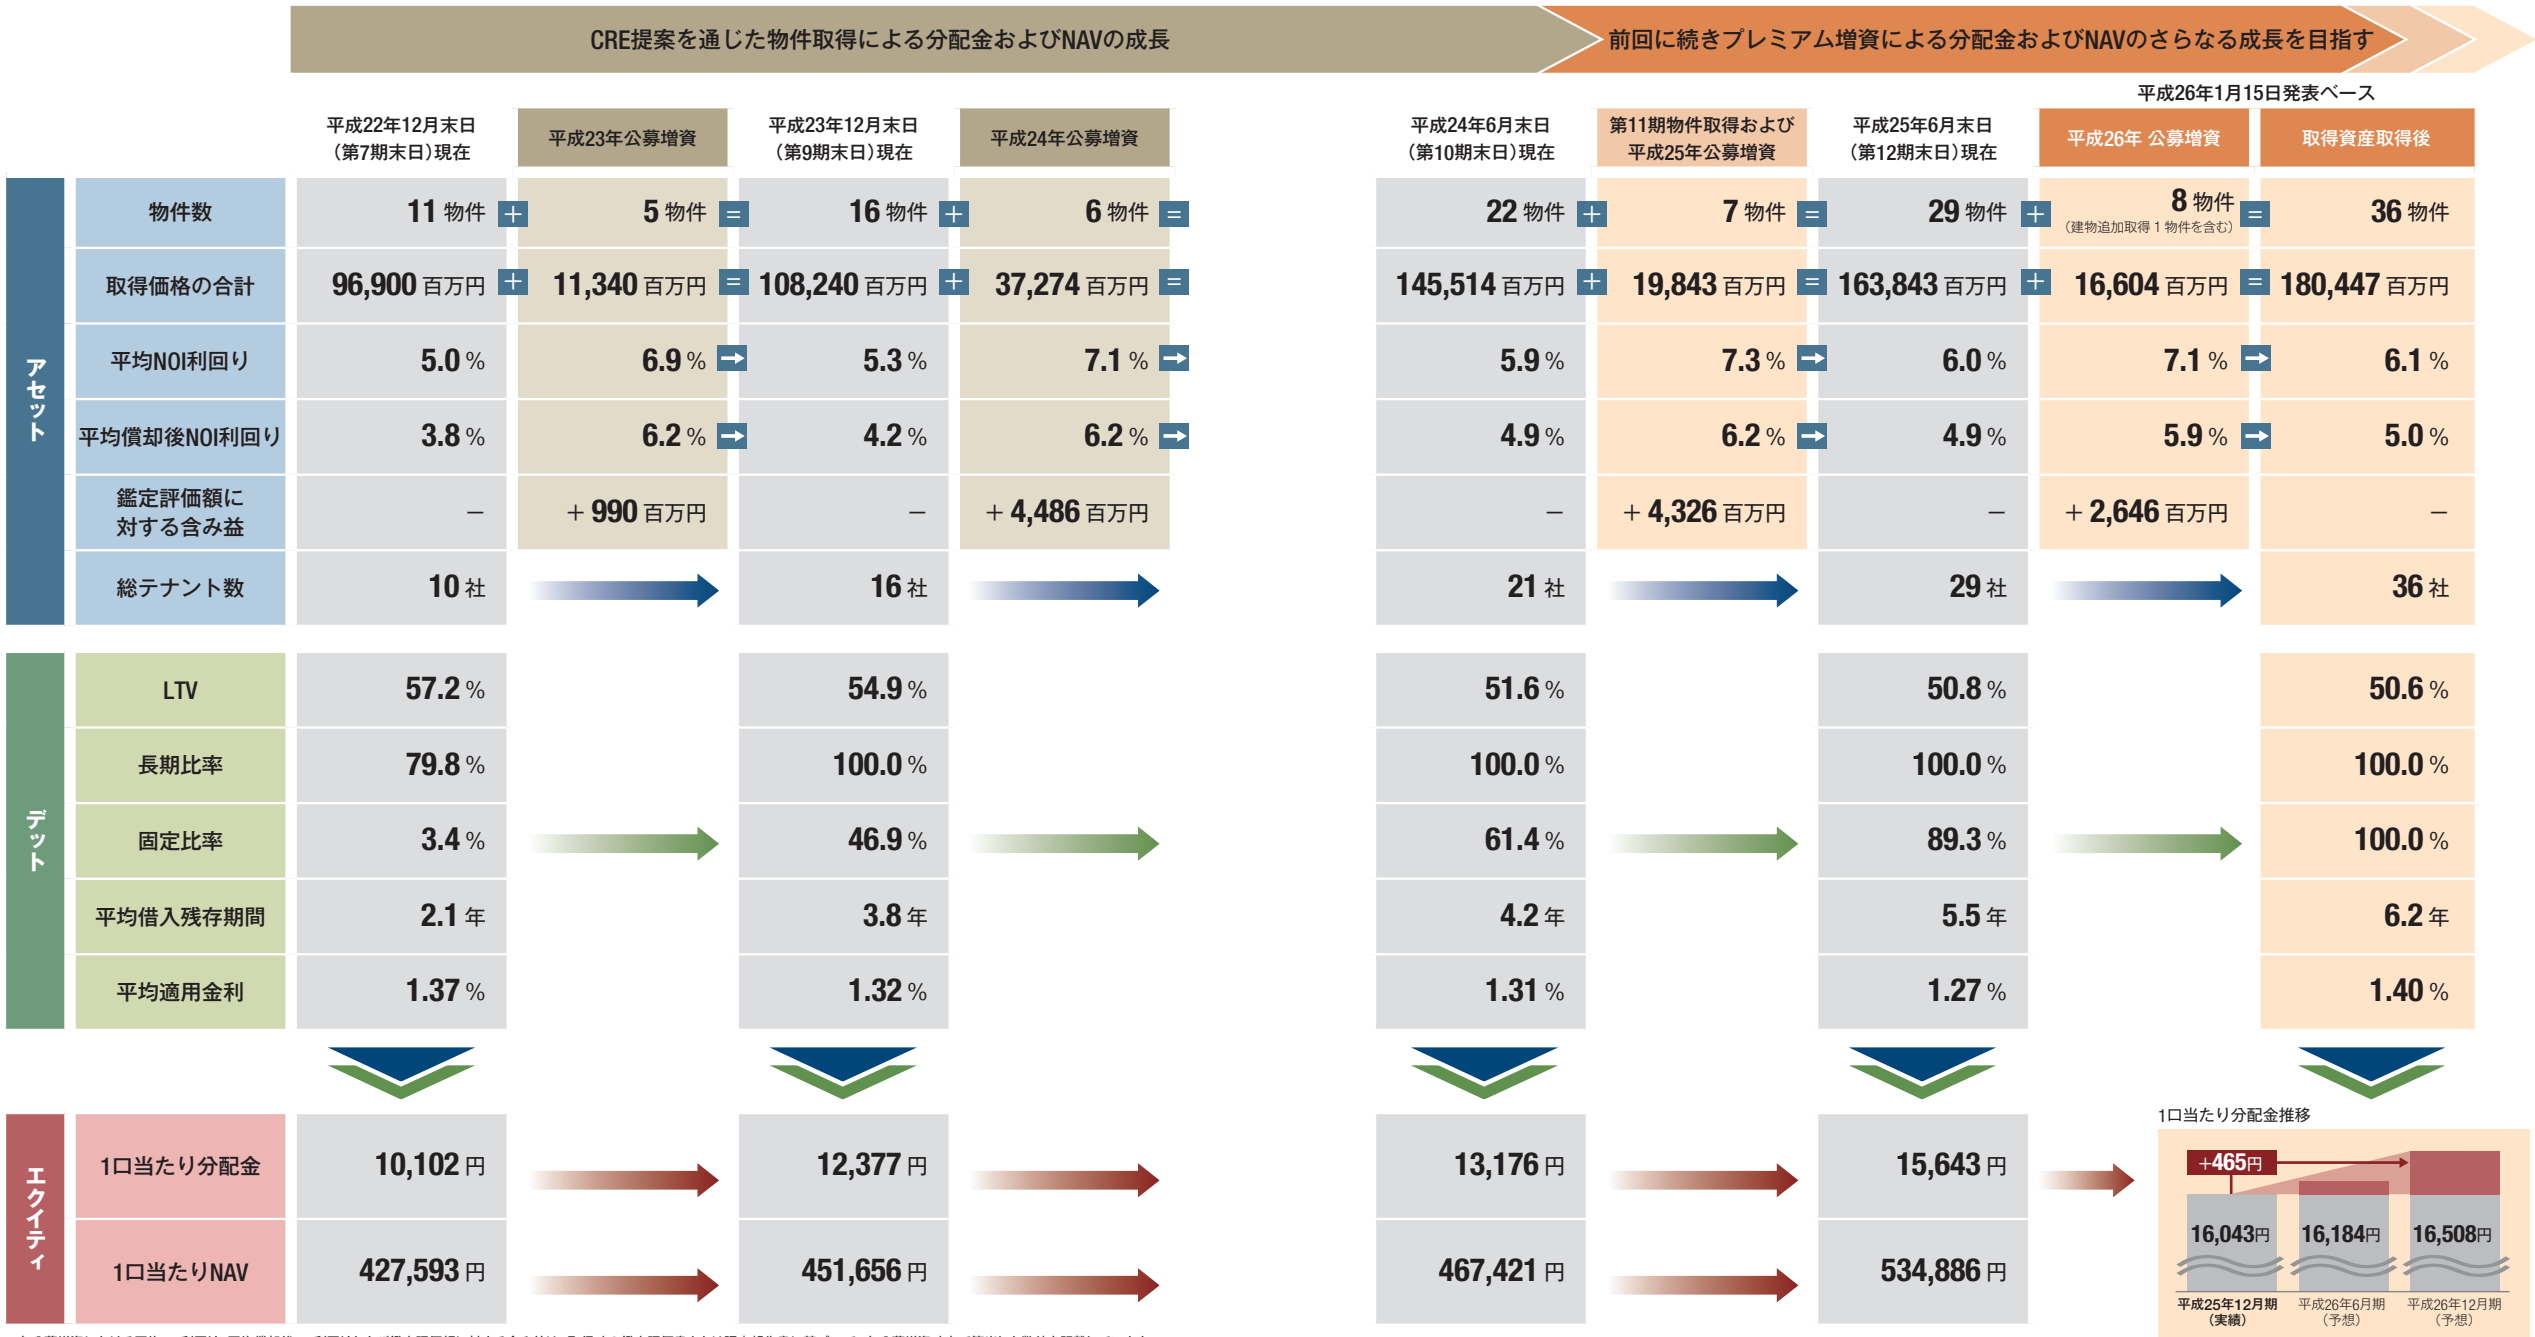 CRE提案を通じた物件取得による分配金およびNAVの成長
前回に続きプレミアム増資による分配金およびNAVのさらなる成長を目指す
平成26年1月15日発表ベース
平成22年12月末日
(第7期末日)現在
平成23年公募増資
平成23年12月末日
(第9期末日)現在
平成24年公募増資
平成24年6月末日
(第10期末日)現在
第11期物件取得および
平成25年公募増資
平成25年6月末日
(第12期末日)現在
平成26年 公募増資
取得資産取得後
アセット
物件数 11 物件 + 5 物件 = 16 物件 + 6 物件 = 22 物件 + 7 物件 = 29 物件 + 8 物件 = 36 物件
(建物追加取得1物件を含む)
取得価格の合計 96,900 百万円 + 11,340 百万円 = 108,240 百万円 + 37,274 百万円 = 145,514 百万円 + 19,843 百万円 = 163,843 百万円 + 16,604 百万円 = 180,447 百万円
平均NOI利回り 5.0 % 6.9 % → 5.3 % 7.1 % → 5.9 % 7.3 % → 6.0 % 7.1 % → 6.1 %
平均償却後NOI利回り 3.8 % 6.2 % → 4.2 % 6.2 % → 4.9 % 6.2 % → 4.9 % 5.9 % → 5.0 %
鑑定評価額に
対する含み益
− +990 百万円 − +4,486 百万円 − +4,326 百万円 − +2,646 百万円 −
総テナント数 10 社 16 社 21 社 29 社 36 社
デット
LTV 57.2 % 54.9 % 51.6 % 50.8 % 50.6 %
長期比率 79.8 % 100.0 % 100.0 % 100.0 % 100.0 %
固定比率 3.4 % 46.9 % 61.4 % 89.3 % 100.0 %
平均借入残存期間 2.1 年 3.8 年 4.2 年 5.5 年 6.2 年
平均適用金利 1.37 % 1.32 % 1.31 % 1.27 % 1.40 %
エクイティ
1口当たり分配金 10,102 円 12,377 円 13,176 円 15,643 円
1口当たりNAV 427,593 円 451,656 円 467,421 円 534,886 円
1口当たり分配金推移
+465円
16,043円 16,184円 16,508円
平成25年12月期 平成26年6月期 平成26年12月期
(実績) (予想) (予想)